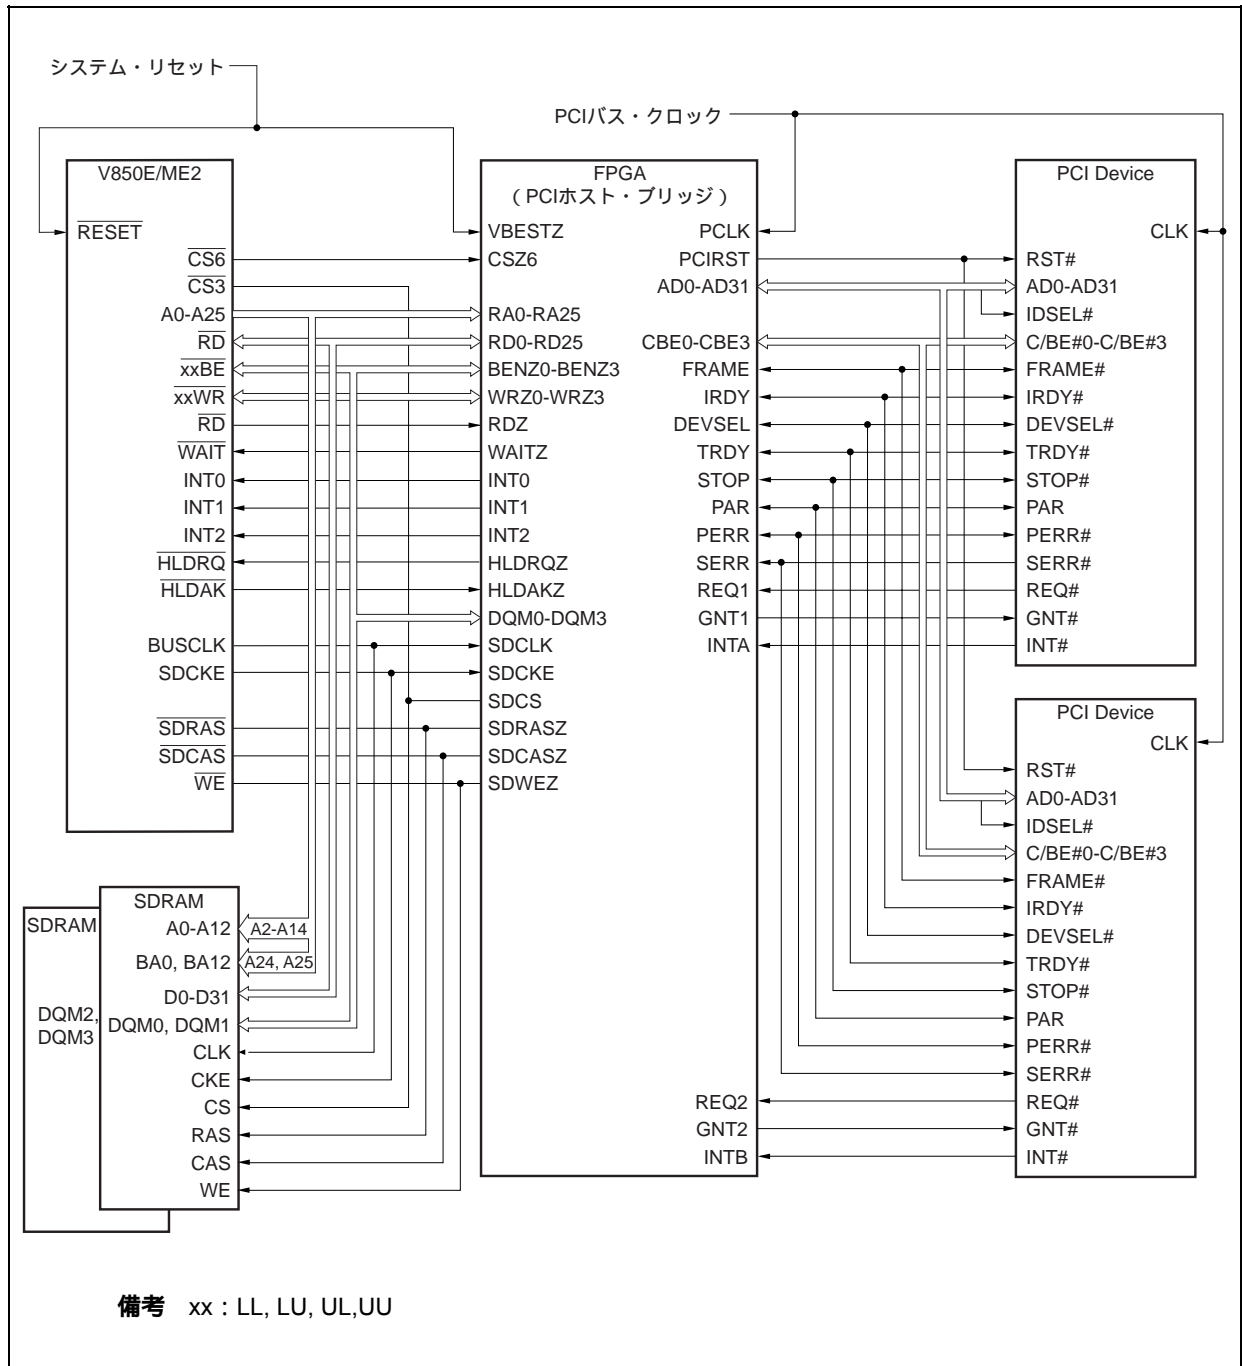 システム・リセット
PCIバス・クロック
V850E/ME2
RESET
CS6
CS3
A0-A25
RD
xxBE
xxWR
RD
WAIT
INT0
INT1
INT2
HLDRQ
HLDAK
BUSCLK
SDCKE
SDRAS
SDCAS
WE
FPGA
(PCIホスト・ブリッジ)
VBESTZ
CSZ6
RA0-RA25
RD0-RD25
BENZ0-BENZ3
WRZ0-WRZ3
RDZ
WAITZ
INT0
INT1
INT2
HLDRQZ
HLDAKZ
DQM0-DQM3
SDCLK
SDCKE
SDCS
SDRASZ
SDCASZ
SDWEZ
PCLK
PCIRST
AD0-AD31
CBE0-CBE3
FRAME
IRDY
DEVSEL
TRDY
STOP
PAR
PERR
SERR
REQ1
GNT1
INTA
REQ2
GNT2
INTB
PCI Device
CLK
RST#
AD0-AD31
IDSEL#
C/BE#0-C/BE#3
FRAME#
IRDY#
DEVSEL#
TRDY#
STOP#
PAR
PERR#
SERR#
REQ#
GNT#
INT#
PCI Device
CLK
RST#
AD0-AD31
IDSEL#
C/BE#0-C/BE#3
FRAME#
IRDY#
DEVSEL#
TRDY#
STOP#
PAR
PERR#
SERR#
REQ#
GNT#
INT#
SDRAM
DQM2,
DQM3
SDRAM
A0-A12
A2-A14
BA0, BA12
A24, A25
D0-D31
DQM0, DQM1
CLK
CKE
CS
RAS
CAS
WE
備考 xx:LL, LU, UL,UU